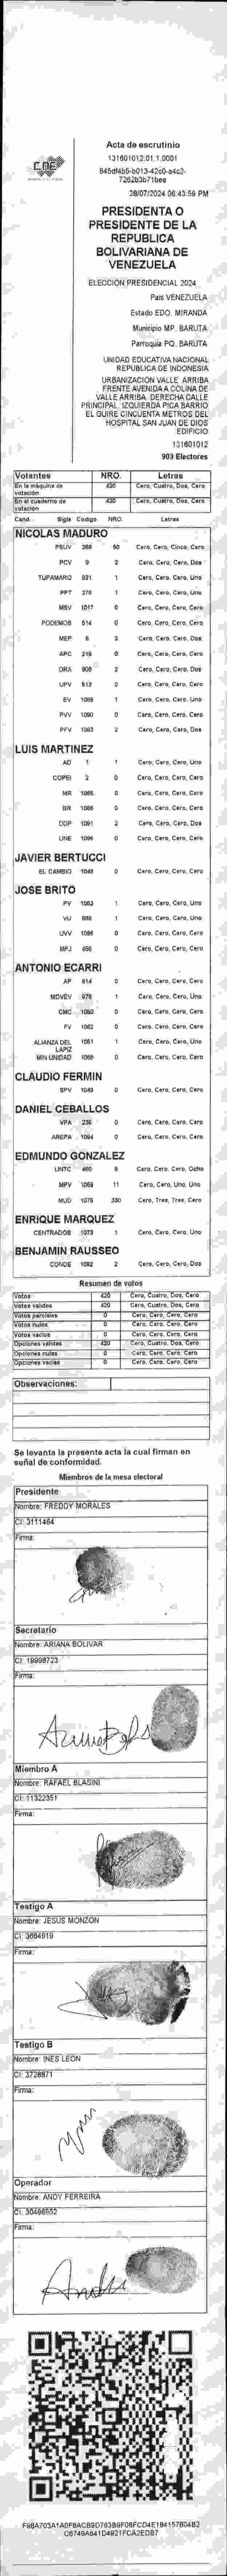 Acta de escrutinio
131601012.01.1.0001
28/07/2024 06:43:59 PM
CNE
PRESIDENTA O
PRESIDENTE DE LA
REPUBLICA
BOLIVARIANA DE
VENEZUELA
ELECCIÓN PRESIDENCIAL 2024
País VENEZUELA
Estado EDO. MIRANDA
Municipio MP. BARUTA
Parroquia PQ. BARUTA
UNIDAD EDUCATIVA NACIONAL
REPUBLICA DE INDONESIA
URBANIZACIÓN VALLE ARRIBA
FRENTE AVENIDA A COLINA DE
VALLE ARRIBA. DERECHA CALLE
PRINCIPAL. IZQUIERDA PICA BARRIO
EL GUIRE CINCUENTA METROS DEL
HOSPITAL SAN JUAN DE DIOS
EDIFICIO
131601012
903 Electores
Votantes NRO. Letras
En la máquina de votación 420 Cero, Cuatro, Dos, Cero
En el cuaderno de votación 420 Cero, Cuatro, Dos, Cero
Cand. Sigla Código NRO. Letras
NICOLAS MADURO
PSUV 268 50 Cero, Cero, Cinco, Cero
PCV 9 2 Cero, Cero, Cero, Dos
TUPAMARO 931 1 Cero, Cero, Cero, Uno
PPT 276 1 Cero, Cero, Cero, Uno
MSV 1017 0 Cero, Cero, Cero, Cero
PODEMOS 514 0 Cero, Cero, Cero, Cero
MEP 6 2 Cero, Cero, Cero, Dos
APC 219 0 Cero, Cero, Cero, Cero
ORA 908 2 Cero, Cero, Cero, Dos
UPV 513 0 Cero, Cero, Cero, Cero
EV 1089 1 Cero, Cero, Cero, Uno
PVV 1090 0 Cero, Cero, Cero, Cero
PFV 1093 2 Cero, Cero, Cero, Dos
LUIS MARTINEZ
AD 1 1 Cero, Cero, Cero, Uno
COPEI 2 0 Cero, Cero, Cero, Cero
MR 1065 0 Cero, Cero, Cero, Cero
BR 1066 0 Cero, Cero, Cero, Cero
DDP 1091 2 Cero, Cero, Cero, Dos
UNE 1096 0 Cero, Cero, Cero, Cero
JAVIER BERTUCCI
EL CAMBIO 1048 0 Cero, Cero, Cero, Cero
JOSE BRITO
PV 1053 1 Cero, Cero, Cero, Uno
VU 888 1 Cero, Cero, Cero, Uno
UVV 1098 0 Cero, Cero, Cero, Cero
MPJ 856 0 Cero, Cero, Cero, Cero
ANTONIO ECARRI
AP 814 0 Cero, Cero, Cero, Cero
MOVEV 979 1 Cero, Cero, Cero, Uno
CMC 1050 0 Cero, Cero, Cero, Cero
FV 1062 0 Cero, Cero, Cero, Cero
ALIANZA DEL LAPIZ 1051 1 Cero, Cero, Cero, Uno
MIN UNIDAD 1058 0 Cero, Cero, Cero, Cero
CLAUDIO FERMIN
SPV 1043 0 Cero, Cero, Cero, Cero
DANIEL CEBALLOS
VPA 236 0 Cero, Cero, Cero, Cero
AREPA 1094 0 Cero, Cero, Cero, Cero
EDMUNDO GONZALEZ
UNTC 460 8 Cero, Cero, Cero, Ocho
MPV 1069 11 Cero, Cero, Uno, Uno
MUD 1075 330 Cero, Tres, Tres, Cero
ENRIQUE MARQUEZ
CENTRADOS 1073 1 Cero, Cero, Cero, Uno
BENJAMIN RAUSSEO
CONDE 1092 2 Cero, Cero, Cero, Dos
Resumen de votos
Votos 420 Cero, Cuatro, Dos, Cero
Votos validos 420 Cero, Cuatro, Dos, Cero
Votos parciales 0 Cero, Cero, Cero, Cero
Votos nulos 0 Cero, Cero, Cero, Cero
Votos vacios 0 Cero, Cero, Cero, Cero
Opciones validas 420 Cero, Cuatro, Dos, Cero
Opciones nulas 0 Cero, Cero, Cero, Cero
Opciones vacias 0 Cero, Cero, Cero, Cero
Observaciones:
Se levanta la presente acta la cual firman en
señal de conformidad.
Miembros de la mesa electoral
Presidente
Nombre: FREDDY MORALES
CI: 3111464
Firma:
Secretario
Nombre: ARIANA BOLIVAR
CI: 19998723
Firma:
Miembro A
Nombre: RAFAEL BLASINI
CI: 11322351
Firma:
Testigo A
Nombre: JESUS MONZON
CI: 3664919
Firma:
Testigo B
Nombre: INES LEON
CI: 3728871
Firma:
Operador
Nombre: ANDY FERREIRA
CI: 30496952
Firma: